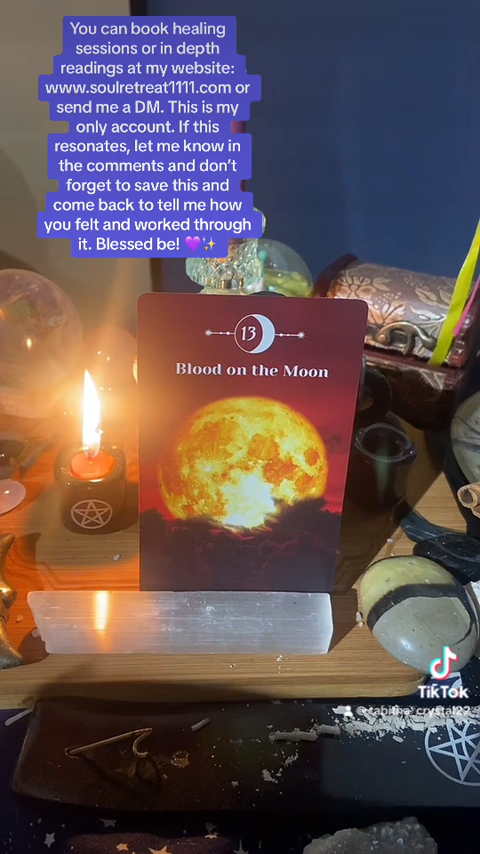 You can book healing
sessions or in depth
readings at my website:
www.soulretreat1111.com or
send me a DM. This is my
only account. If this
resonates, let me know in
the comments and don’t
forget to save this and
come back to tell me how
you felt and worked through
it. Blessed be! 💜✨
13
Blood on the Moon
TikTok
@tabitha_crystal22